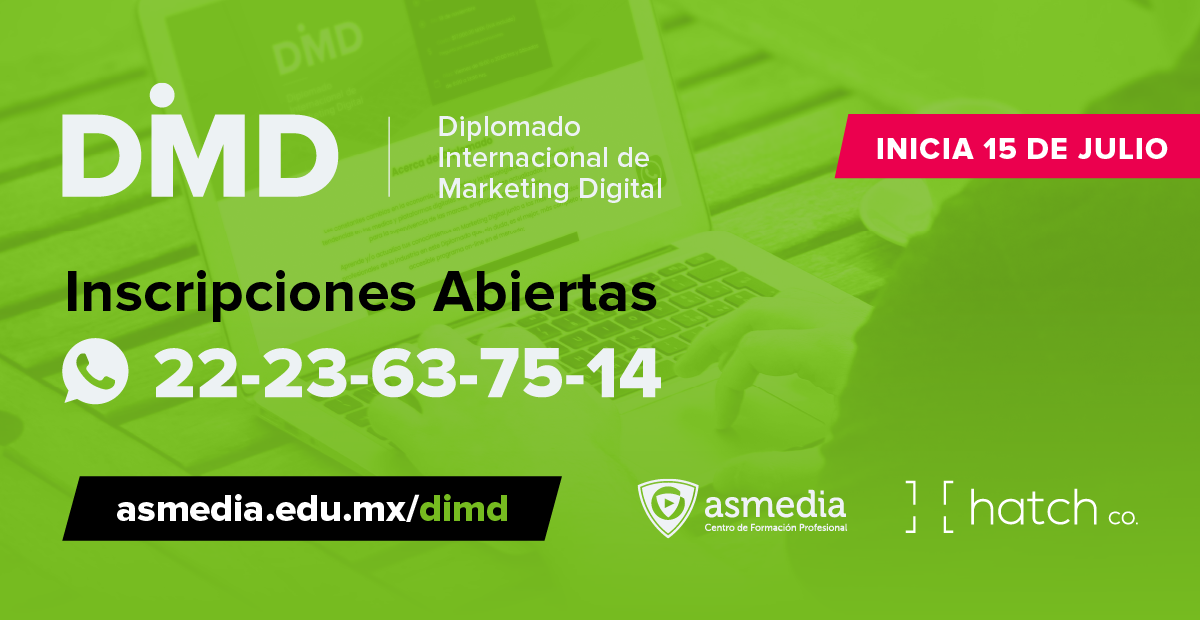 DiMD
Diplomado
Internacional de
Marketing Digital
INICIA 15 DE JULIO
Inscripciones Abiertas
22-23-63-75-14
asmedia.edu.mx/dimd
asmedia
Centro de Formación Profesional
hatch co.
DiMD